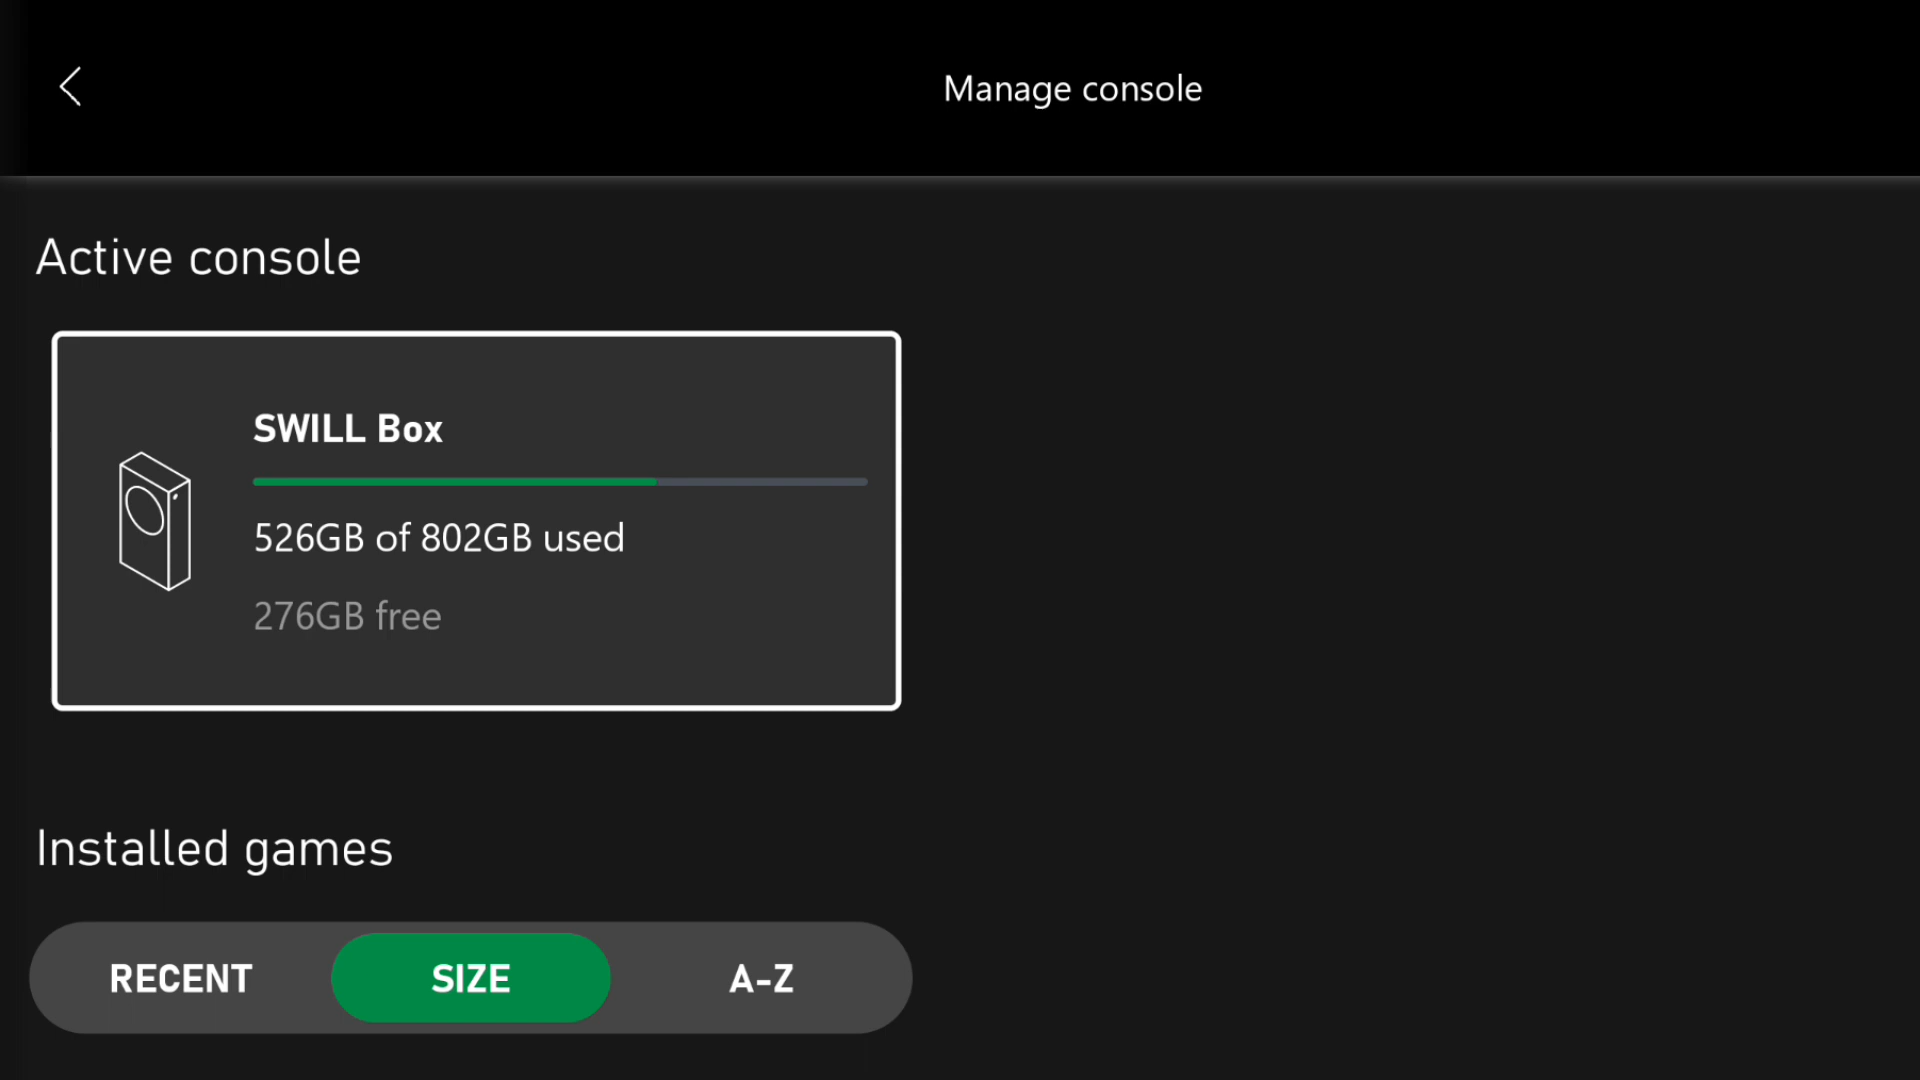 Manage console
Active console
SWILL Box
526GB of 802GB used
276GB free
Installed games
RECENT
SIZE
A-Z